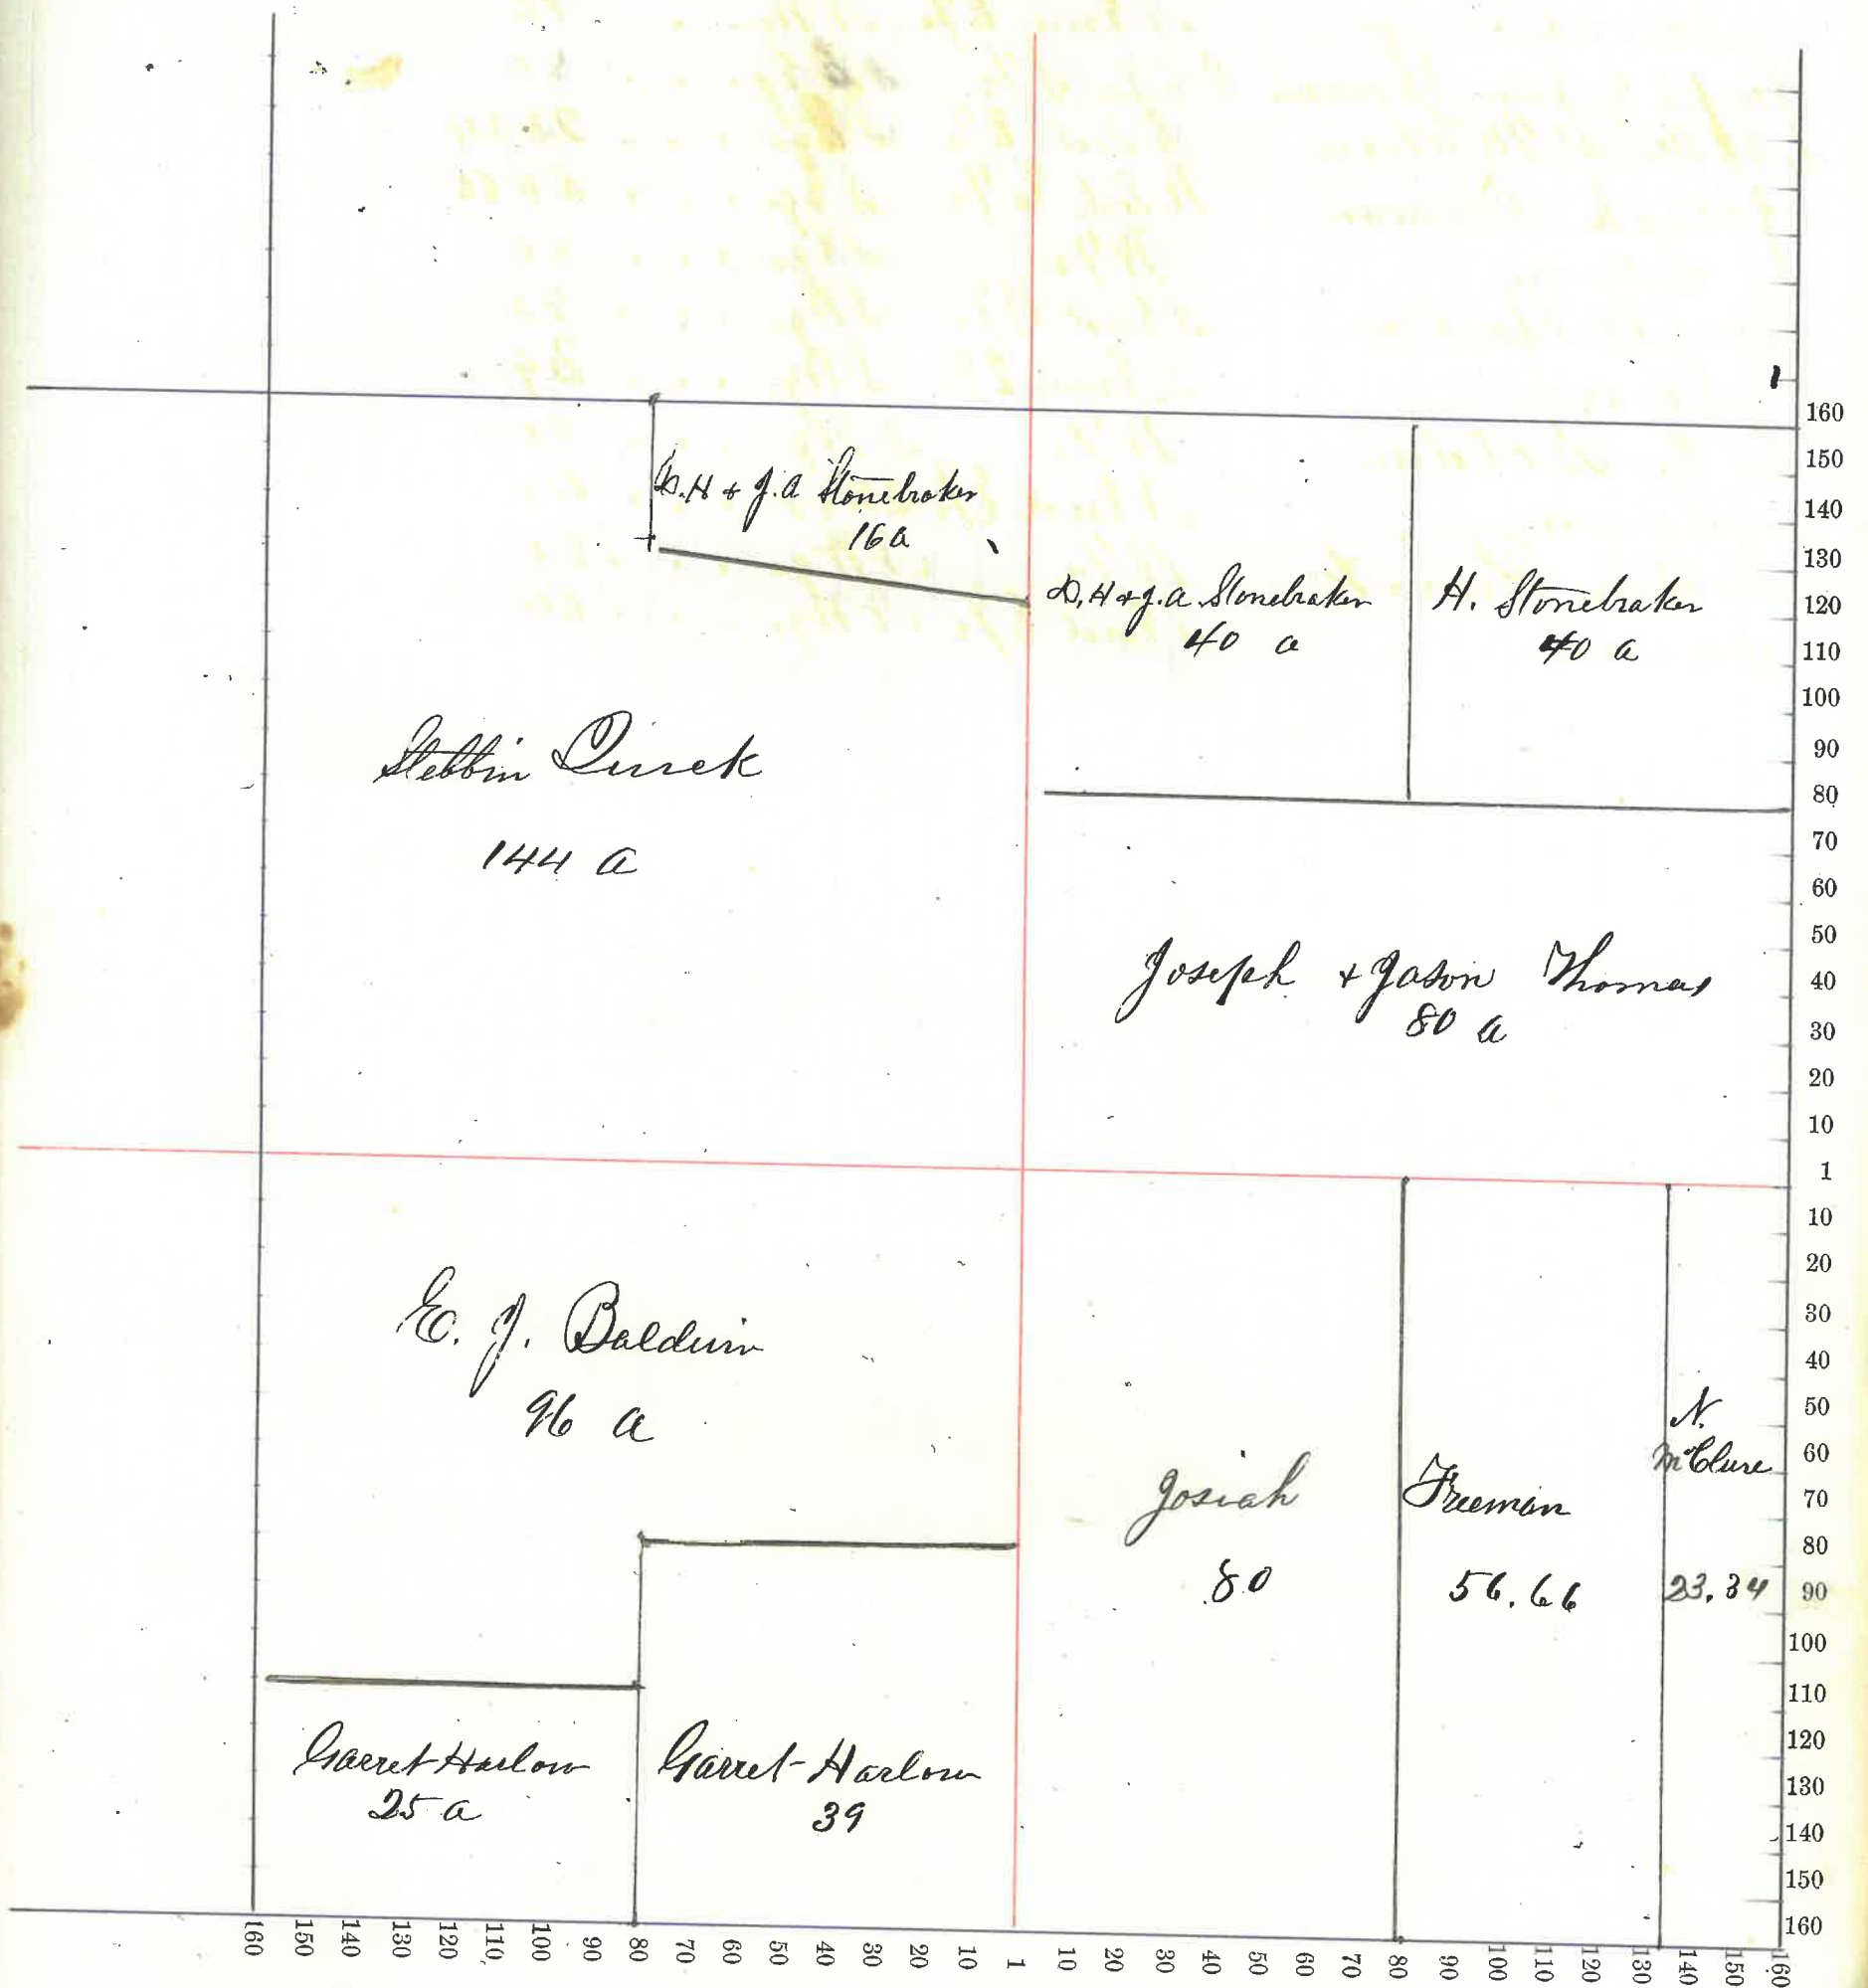 D.H & J.A Stonebraker
16 a
D.H & J.A. Stonebraker
40 a
H. Stonebraker
40 a
Stebbin
144 a
Joseph & Jason Thomas
80 a
E. J. Baldwin
96 a
Josiah
80
Freeman
56.66
N.
McClure
23.34
Garret Harlow
25 a
Garret Harlow
39
160
150
140
130
120
110
100
90
80
70
60
50
40
30
20
10
1
10
20
30
40
50
60
70
80
90
100
110
120
130
140
150
160
160 150 140 130 120 110 100 90 80 70 60 50 40 30 20 10 1 10 20 30 40 50 60 70 80 90 100 110 120 130 140 150 160